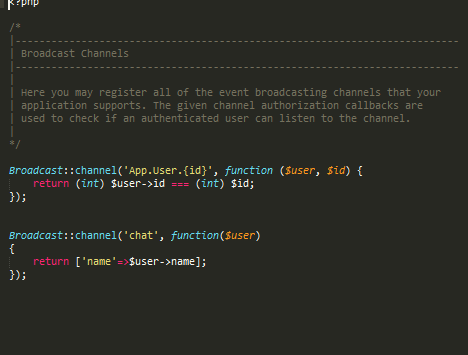 <?php
/*
|--------------------------------------------------------------------------
| Broadcast Channels
|--------------------------------------------------------------------------
|
| Here you may register all of the event broadcasting channels that your
| application supports. The given channel authorization callbacks are
| used to check if an authenticated user can listen to the channel.
|
*/
Broadcast::channel('App.User.{id}', function ($user, $id) {
    return (int) $user->id === (int) $id;
});
Broadcast::channel('chat', function($user)
{
    return ['name'=>$user->name];
});